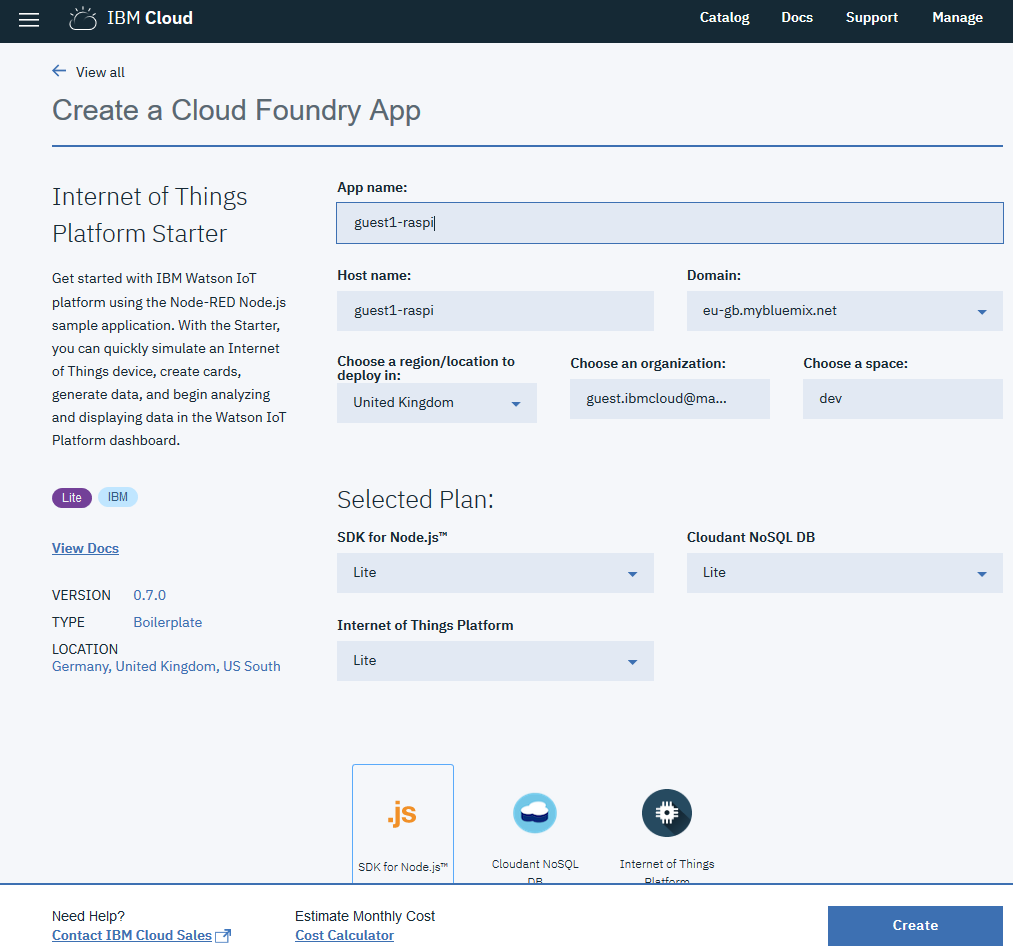 IBM Cloud
Catalog Docs Support Manage
View all
Create a Cloud Foundry App
Internet of Things
Platform Starter
Get started with IBM Watson IoT
platform using the Node-RED Node.js
sample application. With the Starter,
you can quickly simulate an Internet
of Things device, create cards,
generate data, and begin analyzing
and displaying data in the Watson IoT
Platform dashboard.
Lite IBM
View Docs
VERSION 0.7.0
TYPE Boilerplate
LOCATION
Germany, United Kingdom, US South
App name:
guest1-raspi
Host name: Domain:
guest1-raspi eu-gb.mybluemix.net
Choose a region/location to
deploy in:
United Kingdom
Choose an organization:
guest.ibmcloud@ma...
Choose a space:
dev
Selected Plan:
SDK for Node.js™ Cloudant NoSQL DB
Lite Lite
Internet of Things Platform
Lite
.js
SDK for Node.js™
Cloudant NoSQL
DB
Internet of Things
Platform
Need Help?
Contact IBM Cloud Sales
Estimate Monthly Cost
Cost Calculator
Create